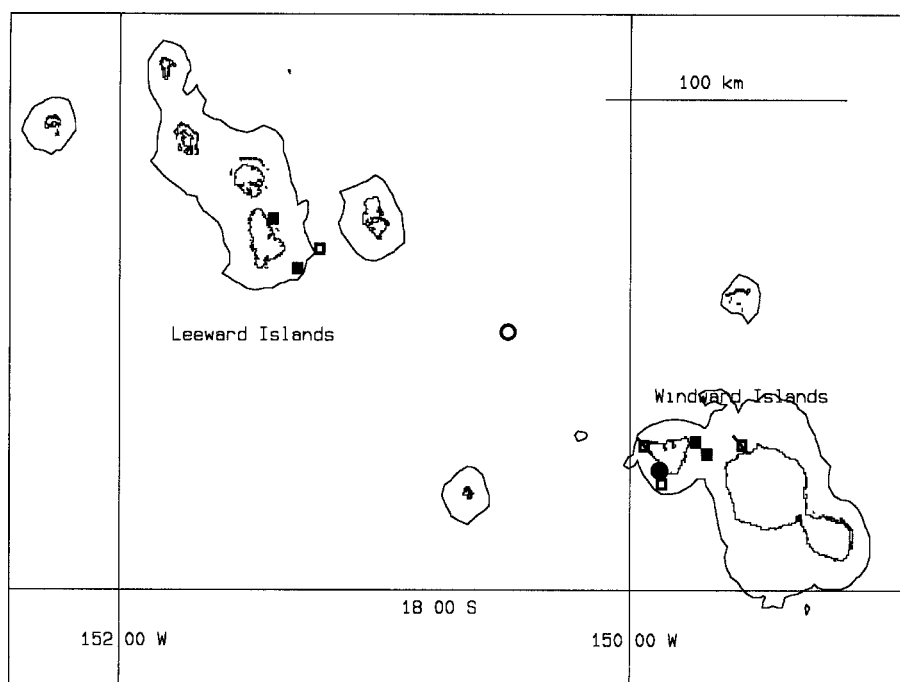 100 km
Leeward Islands
Windward Islands
18 00 S
152 00 W
150 00 W